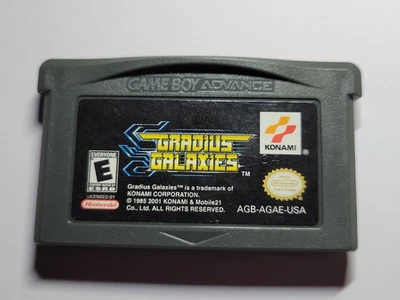 GAME BOY ADVANCE
EVERYONE
E
ESRB
LICENSED BY
Nintendo
GRADIUS
GALAXIES™
KONAMI
Gradius Galaxies™ is a trademark of
KONAMI CORPORATION.
© 1985 2001 KONAMI & Mobile21
Co., Ltd. ALL RIGHTS RESERVED.
AGB-AGAE-USA